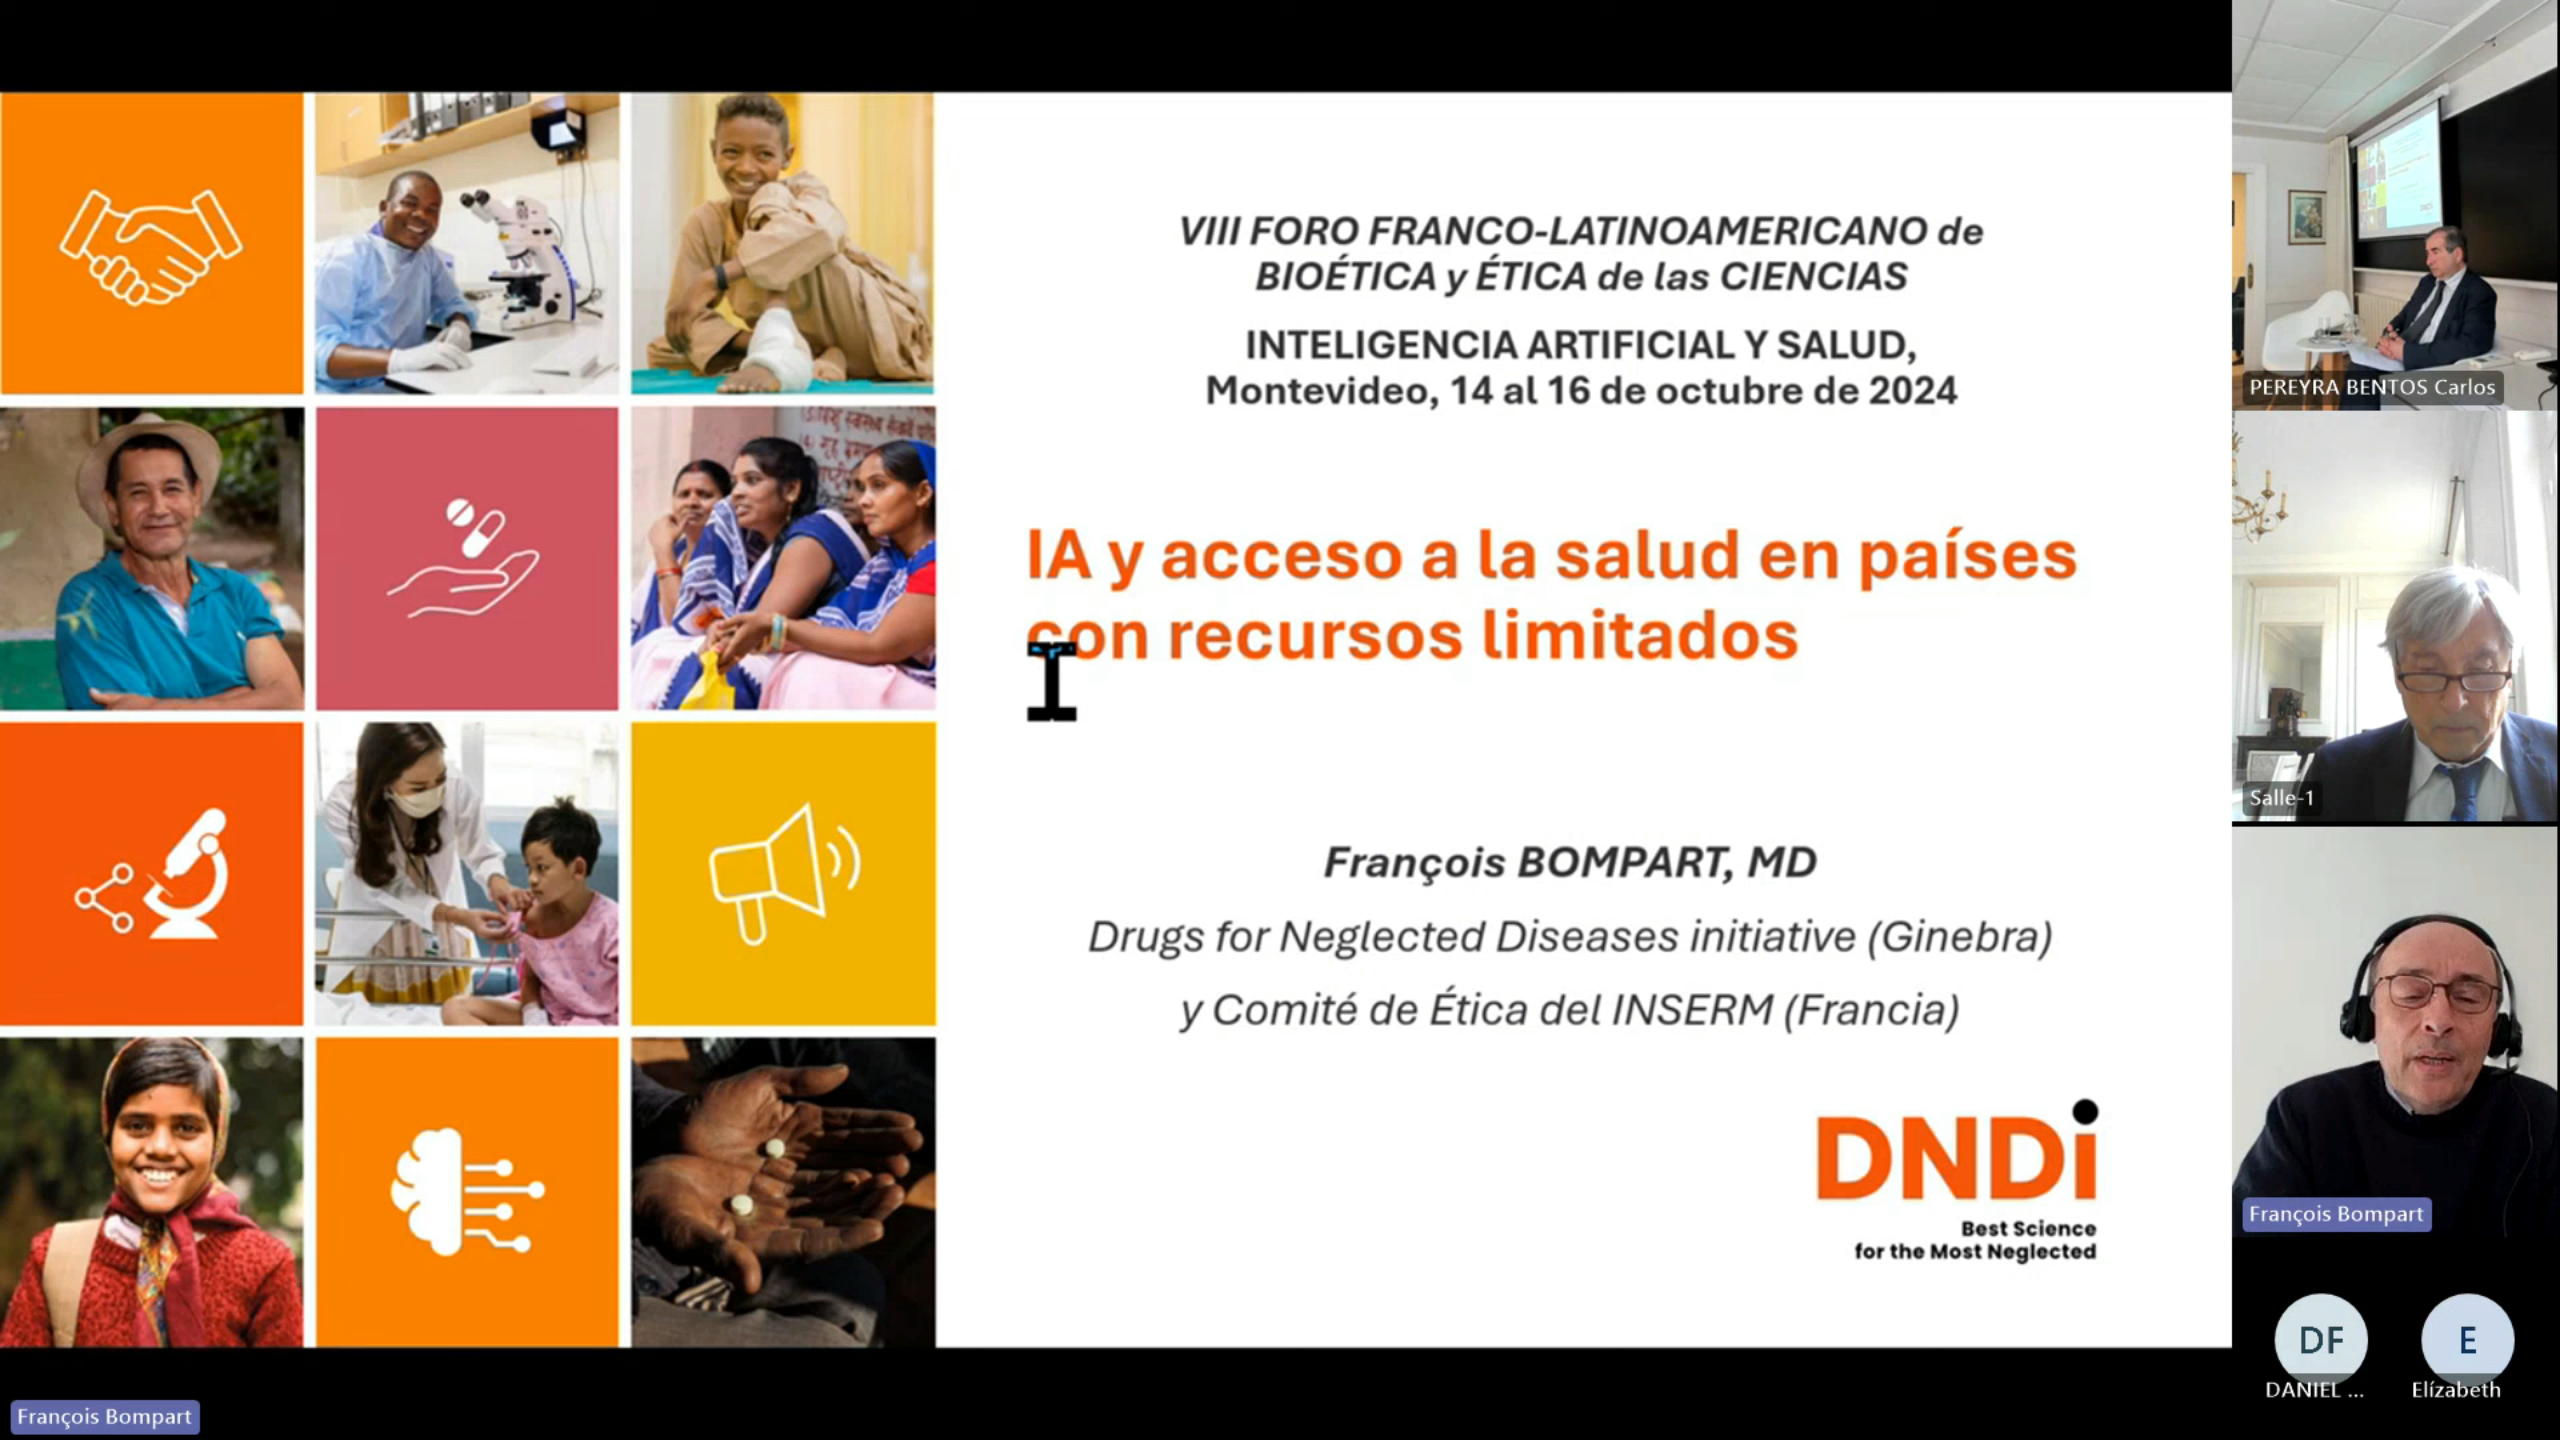 VIII FORO FRANCO-LATINOAMERICANO de
BIOÉTICA y ÉTICA de las CIENCIAS
INTELIGENCIA ARTIFICIAL Y SALUD,
Montevideo, 14 al 16 de octubre de 2024
IA y acceso a la salud en países
con recursos limitados
François BOMPART, MD
Drugs for Neglected Diseases initiative (Ginebra)
y Comité de Ética del INSERM (Francia)
DNDi
Best Science
for the Most Neglected
François Bompart
PEREYRA BENTOS Carlos
Salle-1
François Bompart
DF
E
DANIEL ...
Elízabeth